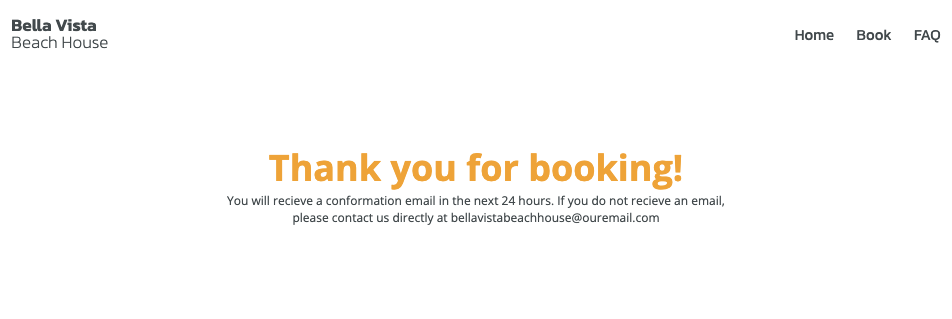 Bella Vista
Beach House
Home Book FAQ
Thank you for booking!
You will recieve a conformation email in the next 24 hours. If you do not recieve an email,
please contact us directly at bellavistabeachhouse@ouremail.com